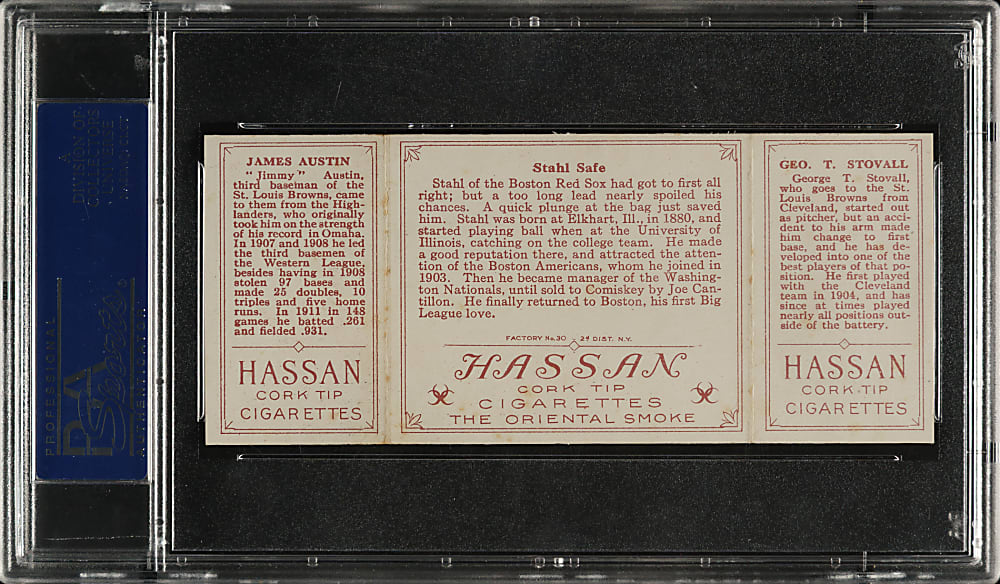 JAMES AUSTIN
"Jimmy" Austin,
third baseman of the
St. Louis Browns, came
to them from the High-
landers, who originally
took him on the strength
of his record in Omaha.
In 1907 and 1908 he led
the third basemen of
the Western League,
besides having in 1908
stolen 97 bases and
made 25 doubles, 10
triples and five home
runs. In 1911 in 148
games he batted .261
and fielded .931.
HASSAN
CORK TIP
CIGARETTES
Stahl Safe
Stahl of the Boston Red Sox had got to first all
right; but a too long lead nearly spoiled his
chances. A quick plunge at the bag just saved
him. Stahl was born at Elkhart, Ill., in 1880, and
started playing ball when at the University of
Illinois, catching on the college team. He made
a good reputation there, and attracted the atten-
tion of the Boston Americans, whom he joined in
1903. Then he became manager of the Washing-
ton Nationals, until sold to Comiskey by Joe Can-
tillon. He finally returned to Boston, his first Big
League love.
FACTORY No. 30 2d DIST. N.Y.
HASSAN
CORK TIP
CIGARETTES
THE ORIENTAL SMOKE
GEO. T. STOVALL
George T. Stovall,
who goes to the St.
Louis Browns from
Cleveland, started out
as pitcher, but an acci-
dent to his arm made
him change to first
base, and he has de-
veloped into one of the
best players of that po-
sition. He first played
with the Cleveland
team in 1904, and has
since at times played
nearly all positions out-
side of the battery.
HASSAN
CORK TIP
CIGARETTES
A
DIVISION OF
COLLECTORS
UNIVERSE
PROFESSIONAL
PSA
Sports